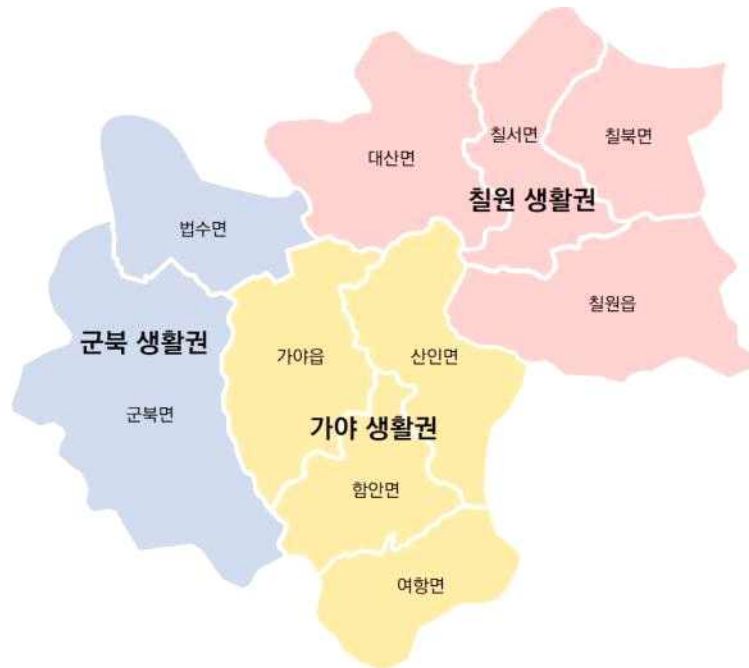 칠서면
칠북면
대산면
칠원 생활권
법수면
칠원읍
군북 생활권
가야읍
산인면
군북면
가야 생활권
함안면
여항면